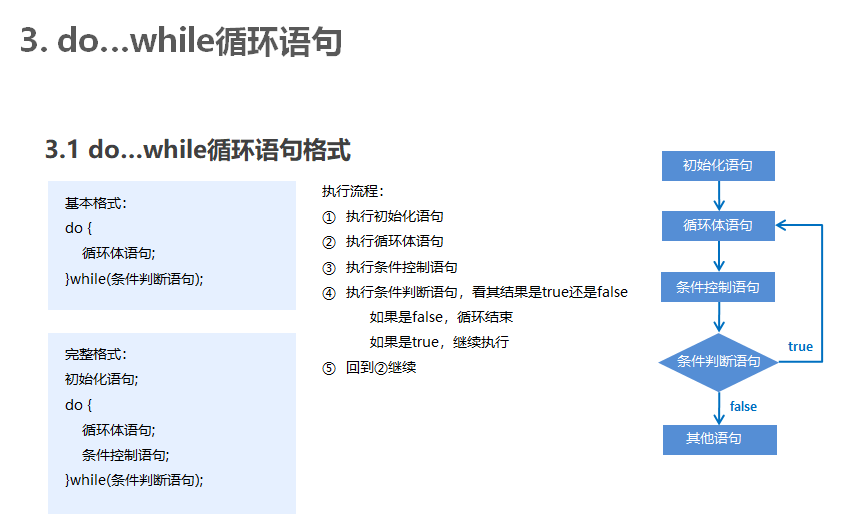 3. do...while循环语句
3.1 do...while循环语句格式
基本格式：
do {
循环体语句;
}while(条件判断语句);
完整格式：
初始化语句;
do {
循环体语句;
条件控制语句;
}while(条件判断语句);
执行流程：
① 执行初始化语句
② 执行循环体语句
③ 执行条件控制语句
④ 执行条件判断语句，看其结果是true还是false
如果是false，循环结束
如果是true，继续执行
⑤ 回到②继续
初始化语句
循环体语句
条件控制语句
条件判断语句
true
false
其他语句